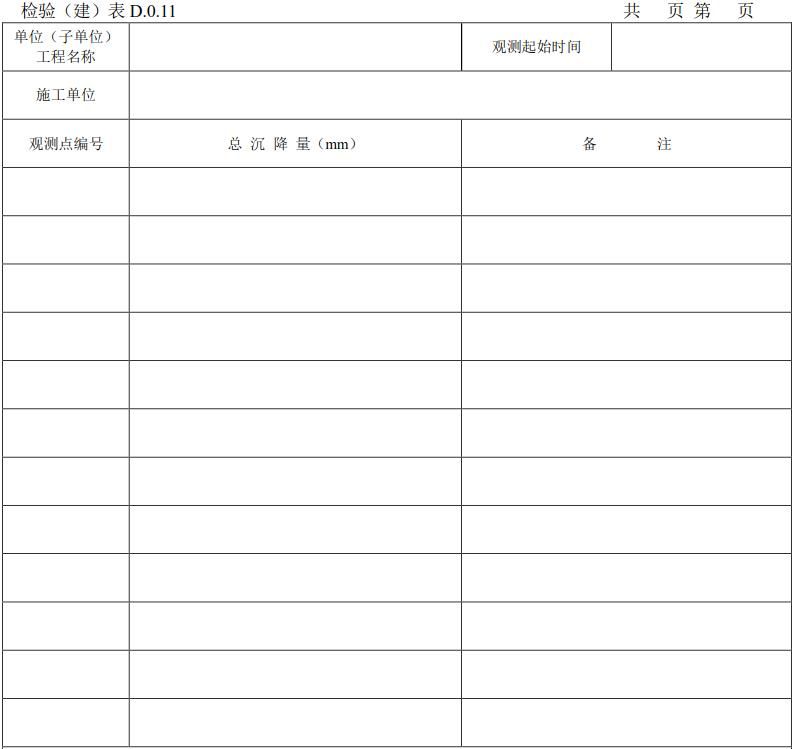 检验（建）表 D.0.11 共 页 第 页
单位（子单位）
工程名称
观测起始时间
施工单位
观测点编号 总 沉 降 量（mm） 备 注